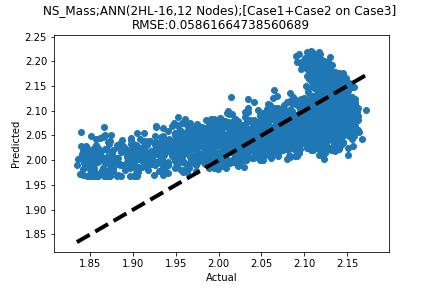 NS_Mass;ANN(2HL-16,12 Nodes);[Case1+Case2 on Case3]
RMSE:0.05861664738560689
2.25
2.20
2.15
2.10
2.05
2.00
1.95
1.90
1.85
Predicted
1.85 1.90 1.95 2.00 2.05 2.10 2.15
Actual